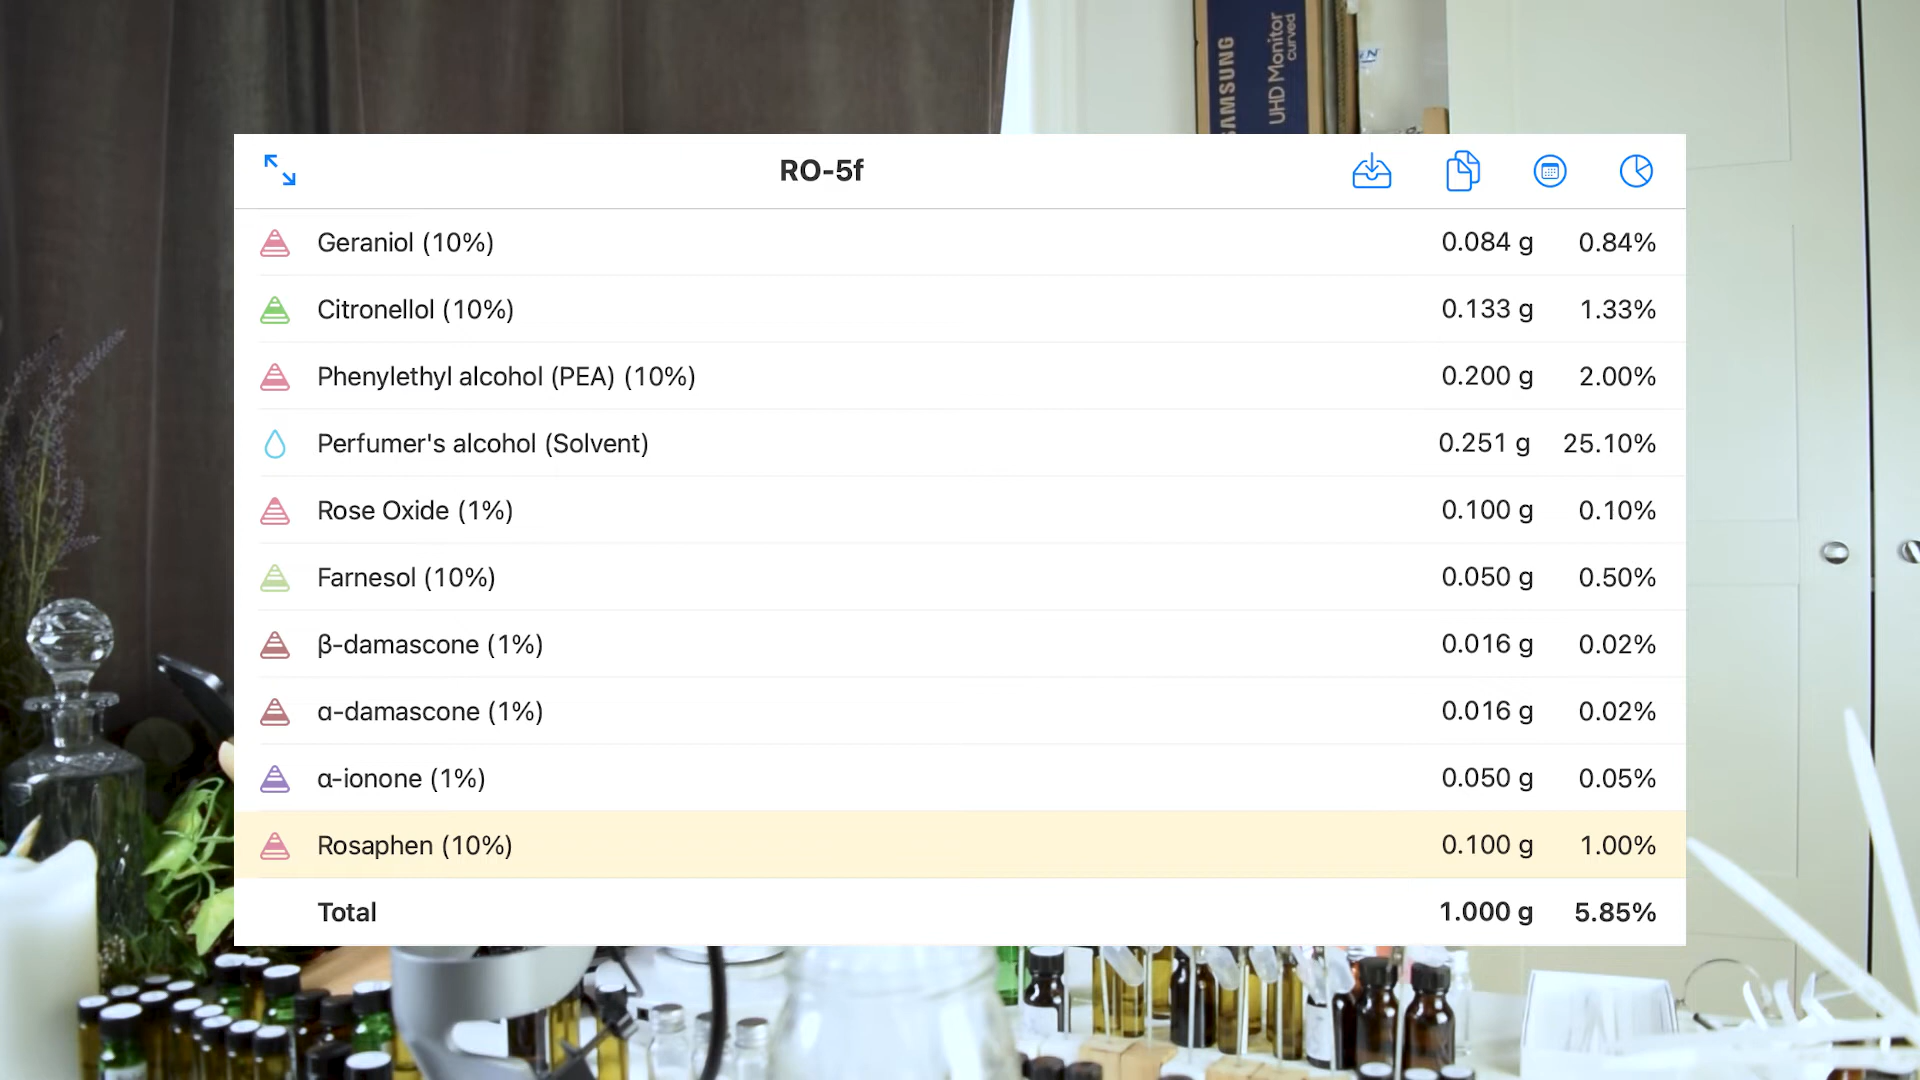 SAMSUNG
UHD Monitor
curved
RO-5f
Geraniol (10%) 0.084 g 0.84%
Citronellol (10%) 0.133 g 1.33%
Phenylethyl alcohol (PEA) (10%) 0.200 g 2.00%
Perfumer's alcohol (Solvent) 0.251 g 25.10%
Rose Oxide (1%) 0.100 g 0.10%
Farnesol (10%) 0.050 g 0.50%
β-damascone (1%) 0.016 g 0.02%
α-damascone (1%) 0.016 g 0.02%
α-ionone (1%) 0.050 g 0.05%
Rosaphen (10%) 0.100 g 1.00%
Total 1.000 g 5.85%